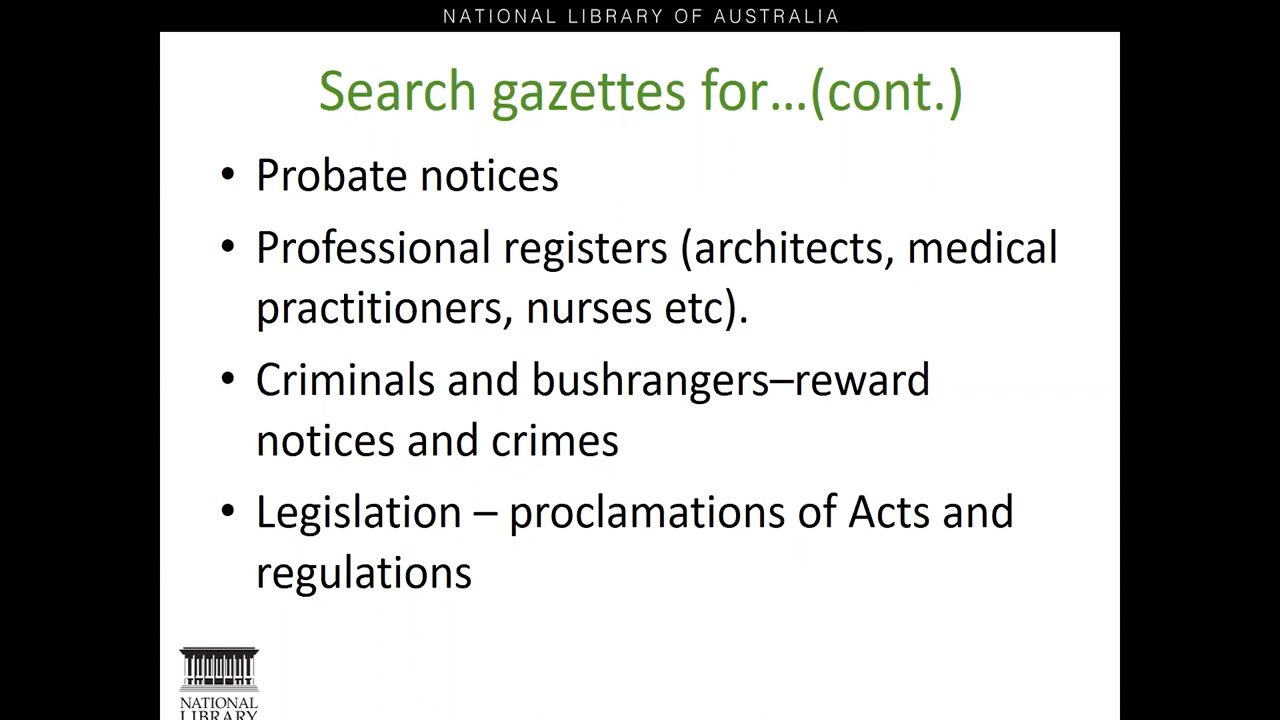 NATIONAL LIBRARY OF AUSTRALIA
Search gazettes for...(cont.)
• Probate notices
• Professional registers (architects, medical
practitioners, nurses etc).
• Criminals and bushrangers–reward
notices and crimes
• Legislation – proclamations of Acts and
regulations
NATIONAL
LIBRARY